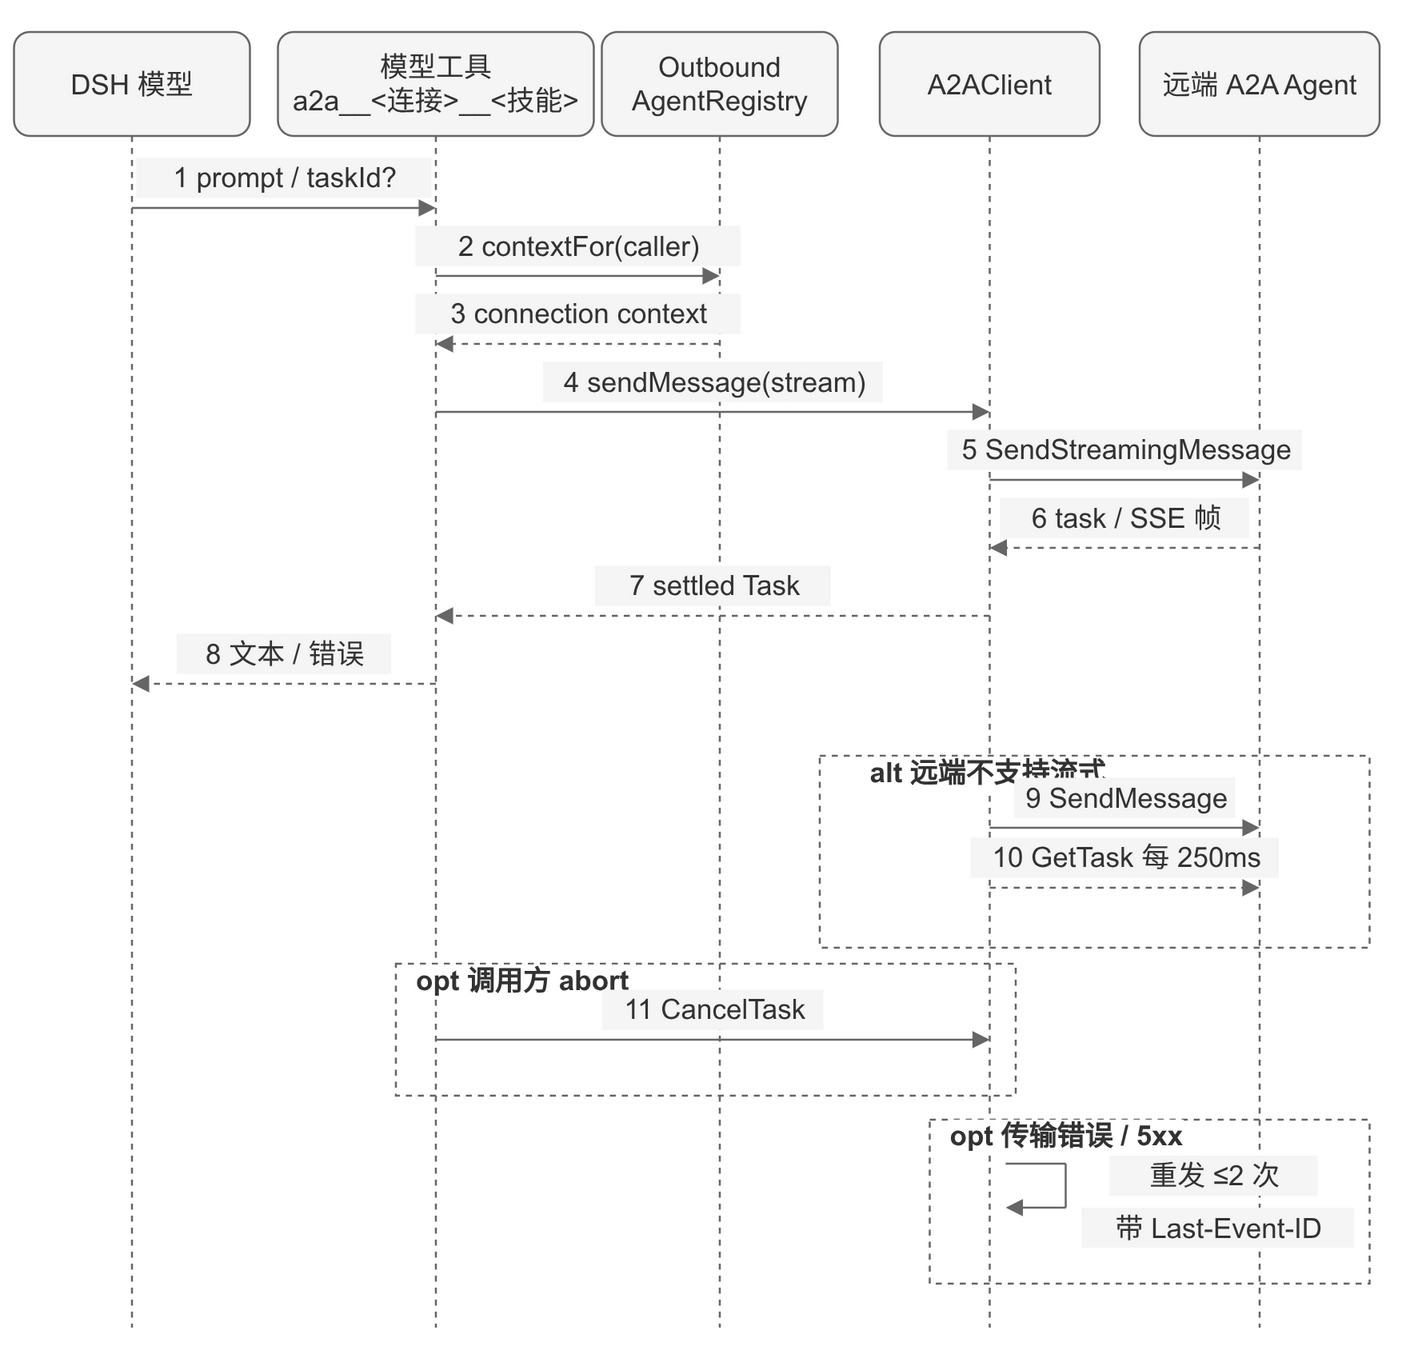 DSH 模型
模型工具
a2a__<连接>__<技能>
Outbound
AgentRegistry
A2AClient
远端 A2A Agent
1 prompt / taskId?
2 contextFor(caller)
3 connection context
4 sendMessage(stream)
5 SendStreamingMessage
6 task / SSE 帧
7 settled Task
8 文本 / 错误
alt 远端不支持流式
9 SendMessage
10 GetTask 每 250ms
opt 调用方 abort
11 CancelTask
opt 传输错误 / 5xx
重发 ≤2 次
带 Last-Event-ID